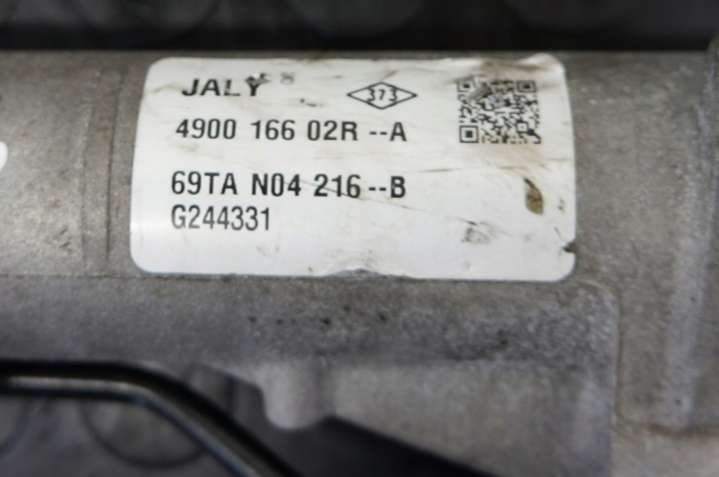 JALY ®
373
4900 166 02R --A
69TA N04 216 --B
G244331